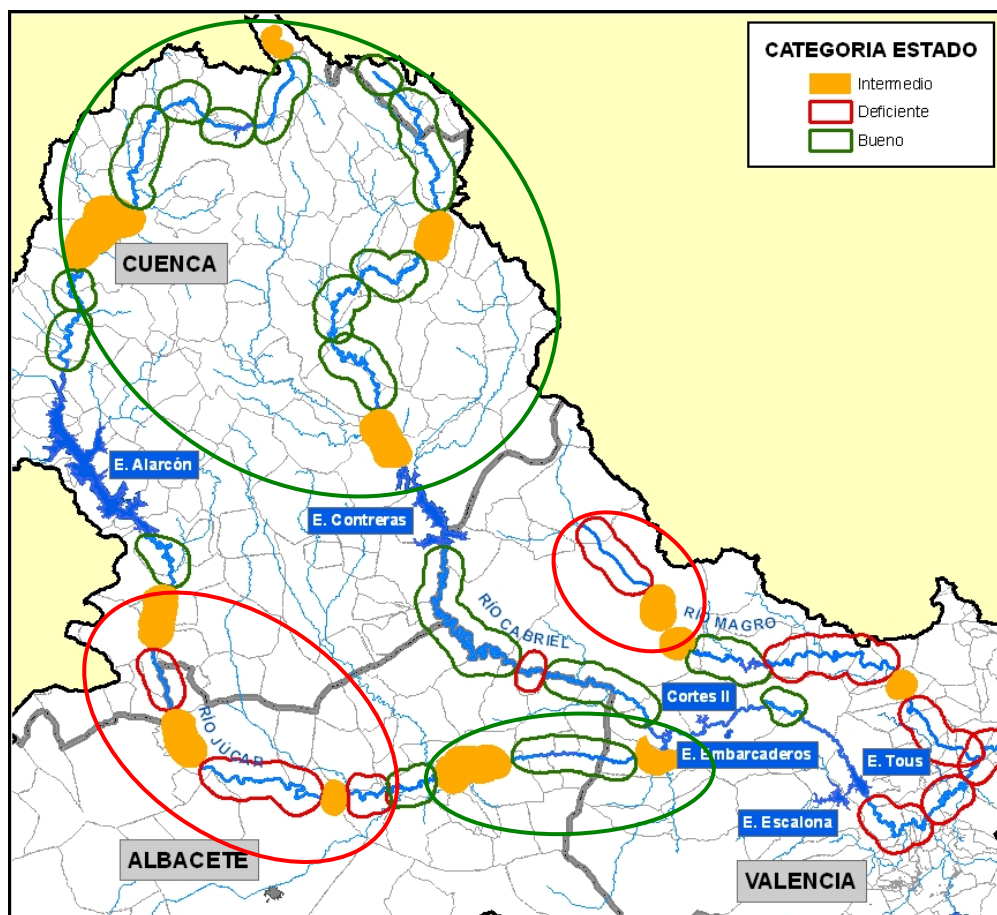 CATEGORIA ESTADO
Intermedio
Deficiente
Bueno
CUENCA
E. Alarcón
E. Contreras
RÍO CABRIEL
RÍO MAGRO
Cortes II
RÍO JUCAR
E. Embarcaderos
E. Tous
E. Escalona
ALBACETE
VALENCIA